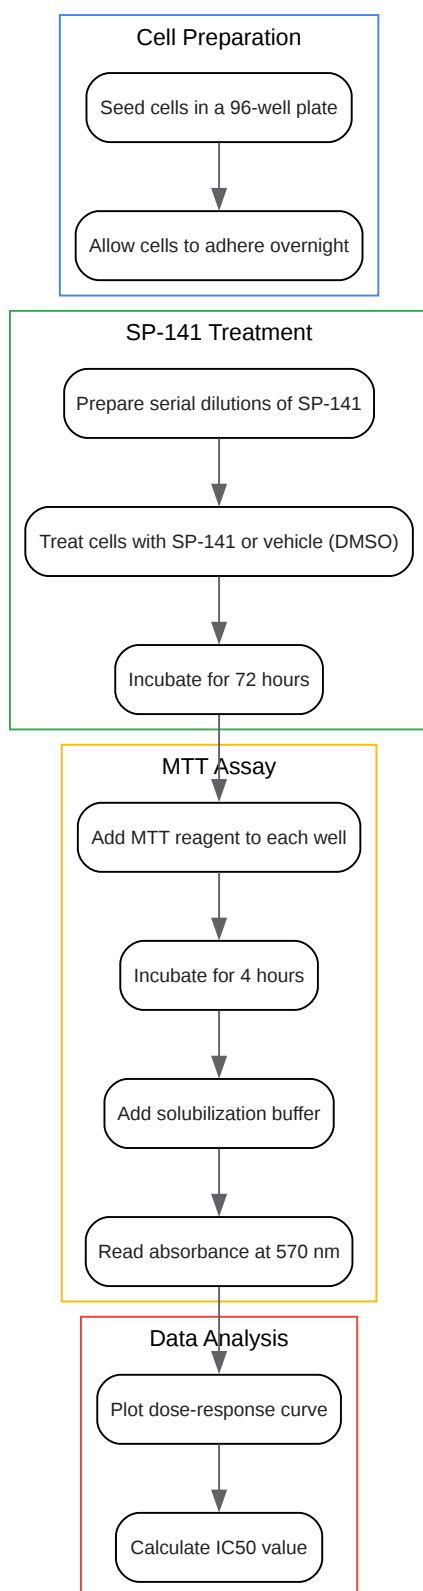 Cell Preparation
Seed cells in a 96-well plate
Allow cells to adhere overnight
SP-141 Treatment
Prepare serial dilutions of SP-141
Treat cells with SP-141 or vehicle (DMSO)
Incubate for 72 hours
MTT Assay
Add MTT reagent to each well
Incubate for 4 hours
Add solubilization buffer
Read absorbance at 570 nm
Data Analysis
Plot dose-response curve
Calculate IC50 value